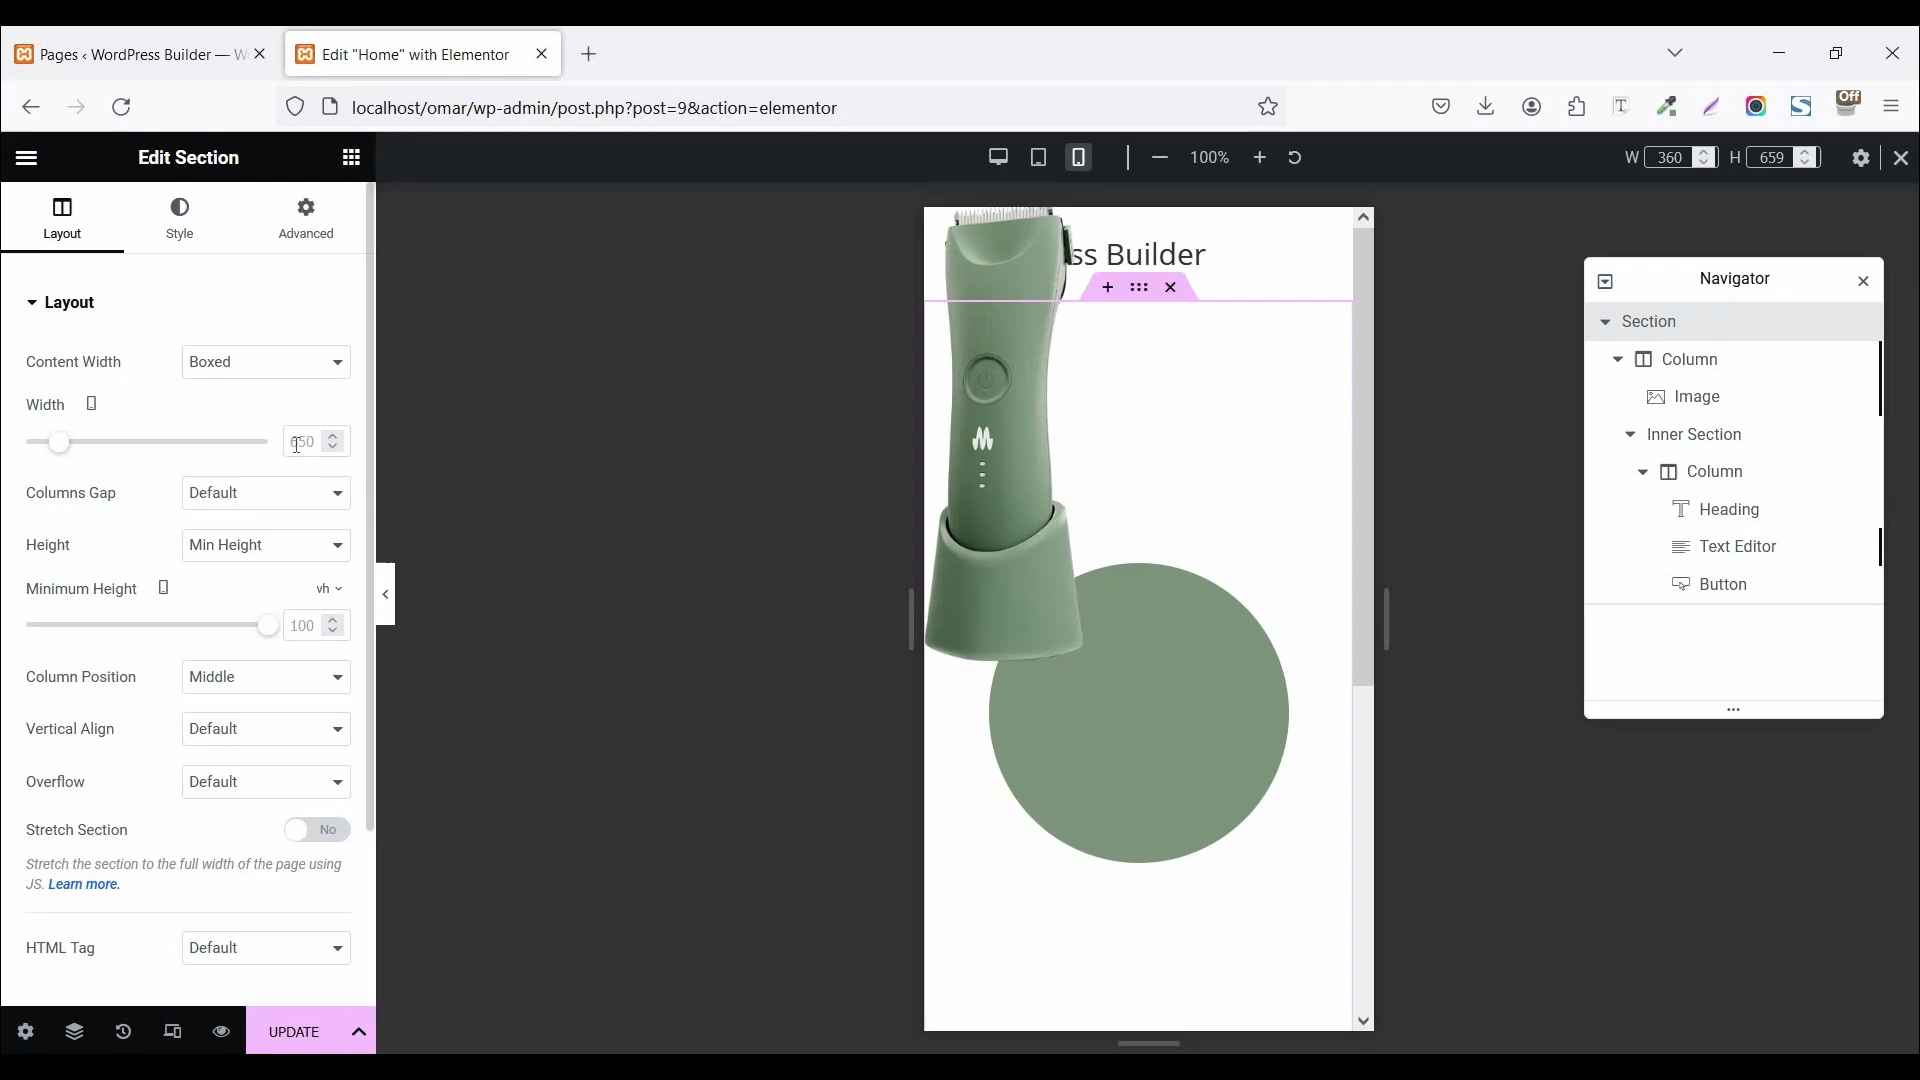 Pages ‹ WordPress Builder — W
Edit "Home" with Elementor
localhost/omar/wp-admin/post.php?post=9&action=elementor
Off
Edit Section
100%
W 360
H 659
Layout
Style
Advanced
Layout
Content Width
Boxed
Width
650
Columns Gap
Default
Height
Min Height
Minimum Height
vh
100
Column Position
Middle
Vertical Align
Default
Overflow
Default
Stretch Section
No
Stretch the section to the full width of the page using
JS. Learn more.
HTML Tag
Default
UPDATE
ss Builder
Navigator
Section
Column
Image
Inner Section
Column
Heading
Text Editor
Button